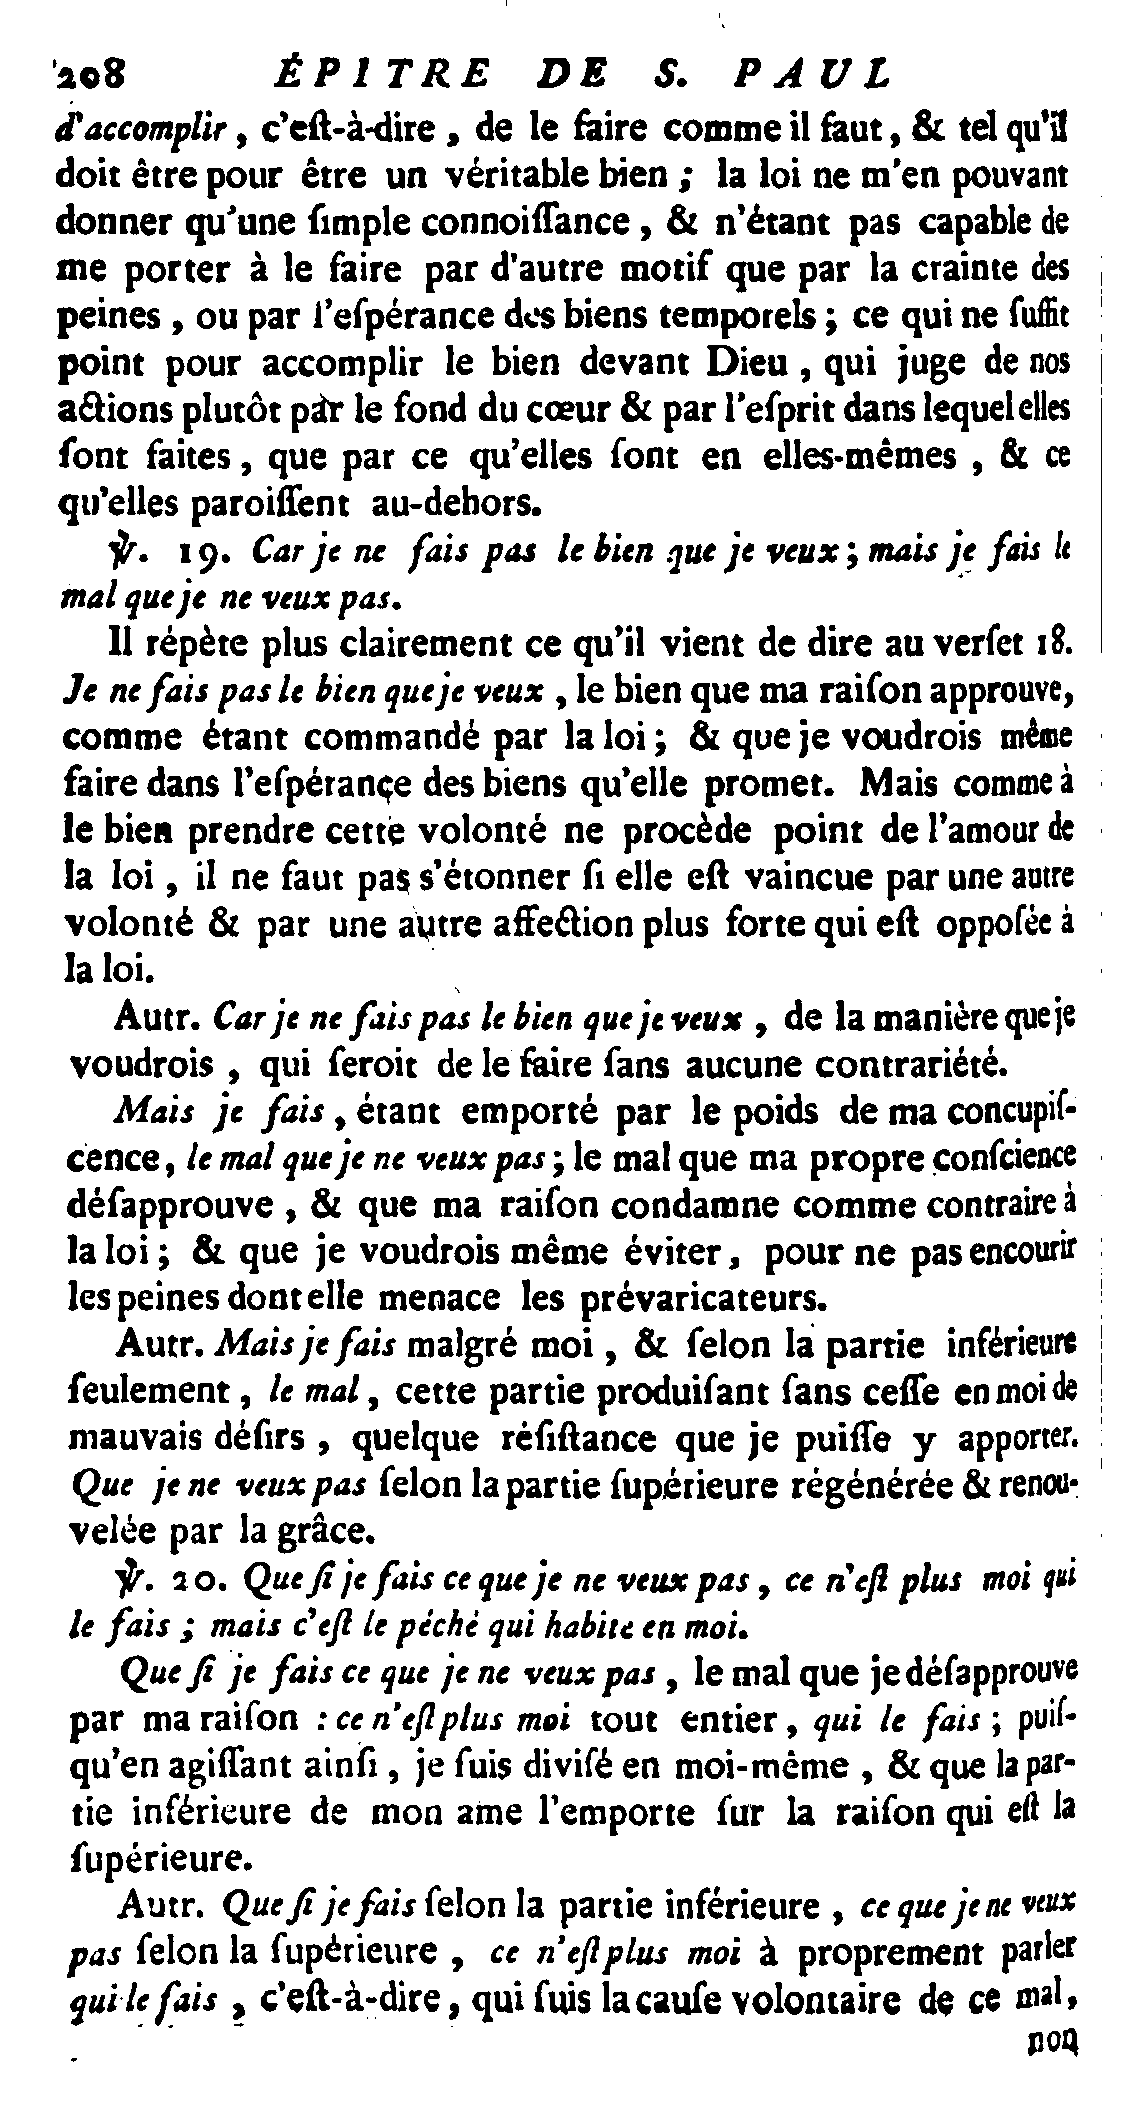 208 ÉPITRE DE S. PAUL
d'accomplir, c'eſt-à-dire, de le faire comme il faut, & tel qu'il
doit être pour être un véritable bien ; la loi ne m'en pouvant
donner qu'une ſimple connoiſſance, & n'étant pas capable de
me porter à le faire par d'autre motif que par la crainte des
peines, ou par l'eſpérance des biens temporels ; ce qui ne ſuffit
point pour accomplir le bien devant Dieu, qui juge de nos
actions plutôt par le fond du cœur & par l'eſprit dans lequel elles
ſont faites, que par ce qu'elles ſont en elles-mêmes, & ce
qu'elles paroiſſent au-dehors.
℣. 19. Car je ne fais pas le bien que je veux ; mais je fais le
mal que je ne veux pas.
Il répète plus clairement ce qu'il vient de dire au verſet 18.
Je ne fais pas le bien que je veux, le bien que ma raiſon approuve,
comme étant commandé par la loi ; & que je voudrois même
faire dans l'eſpérance des biens qu'elle promet. Mais comme à
le bien prendre cette volonté ne procède point de l'amour de
la loi, il ne faut pas s'étonner ſi elle eſt vaincue par une autre
volonté & par une autre affection plus forte qui eſt oppoſée à
la loi.
Autr. Car je ne fais pas le bien que je veux, de la manière que je
voudrois, qui ſeroit de le faire ſans aucune contrariété.
Mais je fais, étant emporté par le poids de ma concupiſ-
cence, le mal que je ne veux pas ; le mal que ma propre conſcience
déſapprouve, & que ma raiſon condamne comme contraire à
la loi ; & que je voudrois même éviter, pour ne pas encourir
les peines dont elle menace les prévaricateurs.
Autr. Mais je fais malgré moi, & ſelon la partie inférieure
ſeulement, le mal, cette partie produiſant ſans ceſſe en moi de
mauvais déſirs, quelque réſiſtance que je puiſſe y apporter.
Que je ne veux pas ſelon la partie ſupérieure régénérée & renou-
velée par la grâce.
℣. 20. Que ſi je fais ce que je ne veux pas, ce n'eſt plus moi qui
le fais ; mais c'eſt le péché qui habite en moi.
Que ſi je fais ce que je ne veux pas, le mal que je déſapprouve
par ma raiſon : ce n'eſt plus moi tout entier, qui le fais ; puiſ-
qu'en agiſſant ainſi, je ſuis diviſé en moi-même, & que la par-
tie inférieure de mon ame l'emporte ſur la raiſon qui eſt la
ſupérieure.
Autr. Que ſi je fais ſelon la partie inférieure, ce que je ne veux
pas ſelon la ſupérieure, ce n'eſt plus moi à proprement parler
qui le fais, c'eſt-à-dire, qui ſuis la cauſe volontaire de ce mal,
non